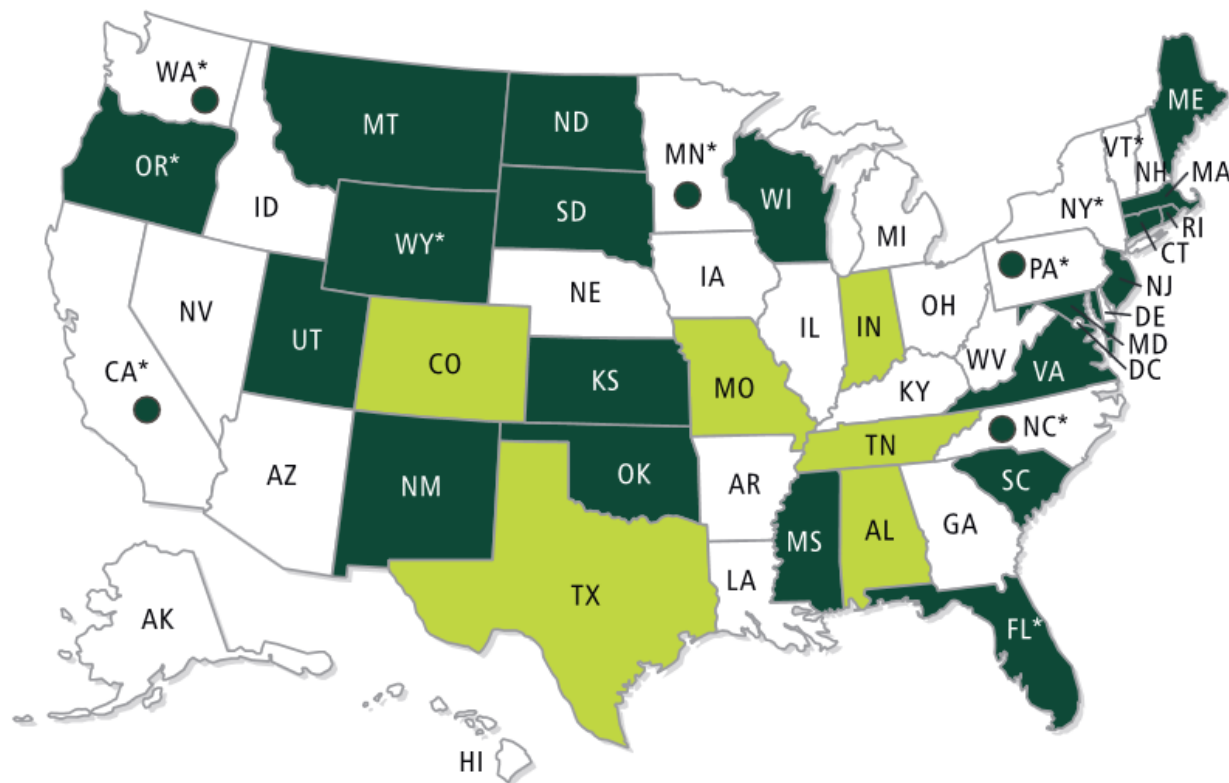 WA*
MT
ND
MN*
ME
VT*
NH
MA
OR*
ID
SD
WI
NY*
RI
WY*
MI
CT
PA*
NV
NE
IA
NJ
UT
CO
IL
IN
OH
DE
CA*
KS
MO
WV
MD
VA
DC
KY
NC*
AZ
NM
OK
TN
AR
SC
MS
AL
GA
LA
TX
AK
FL*
HI